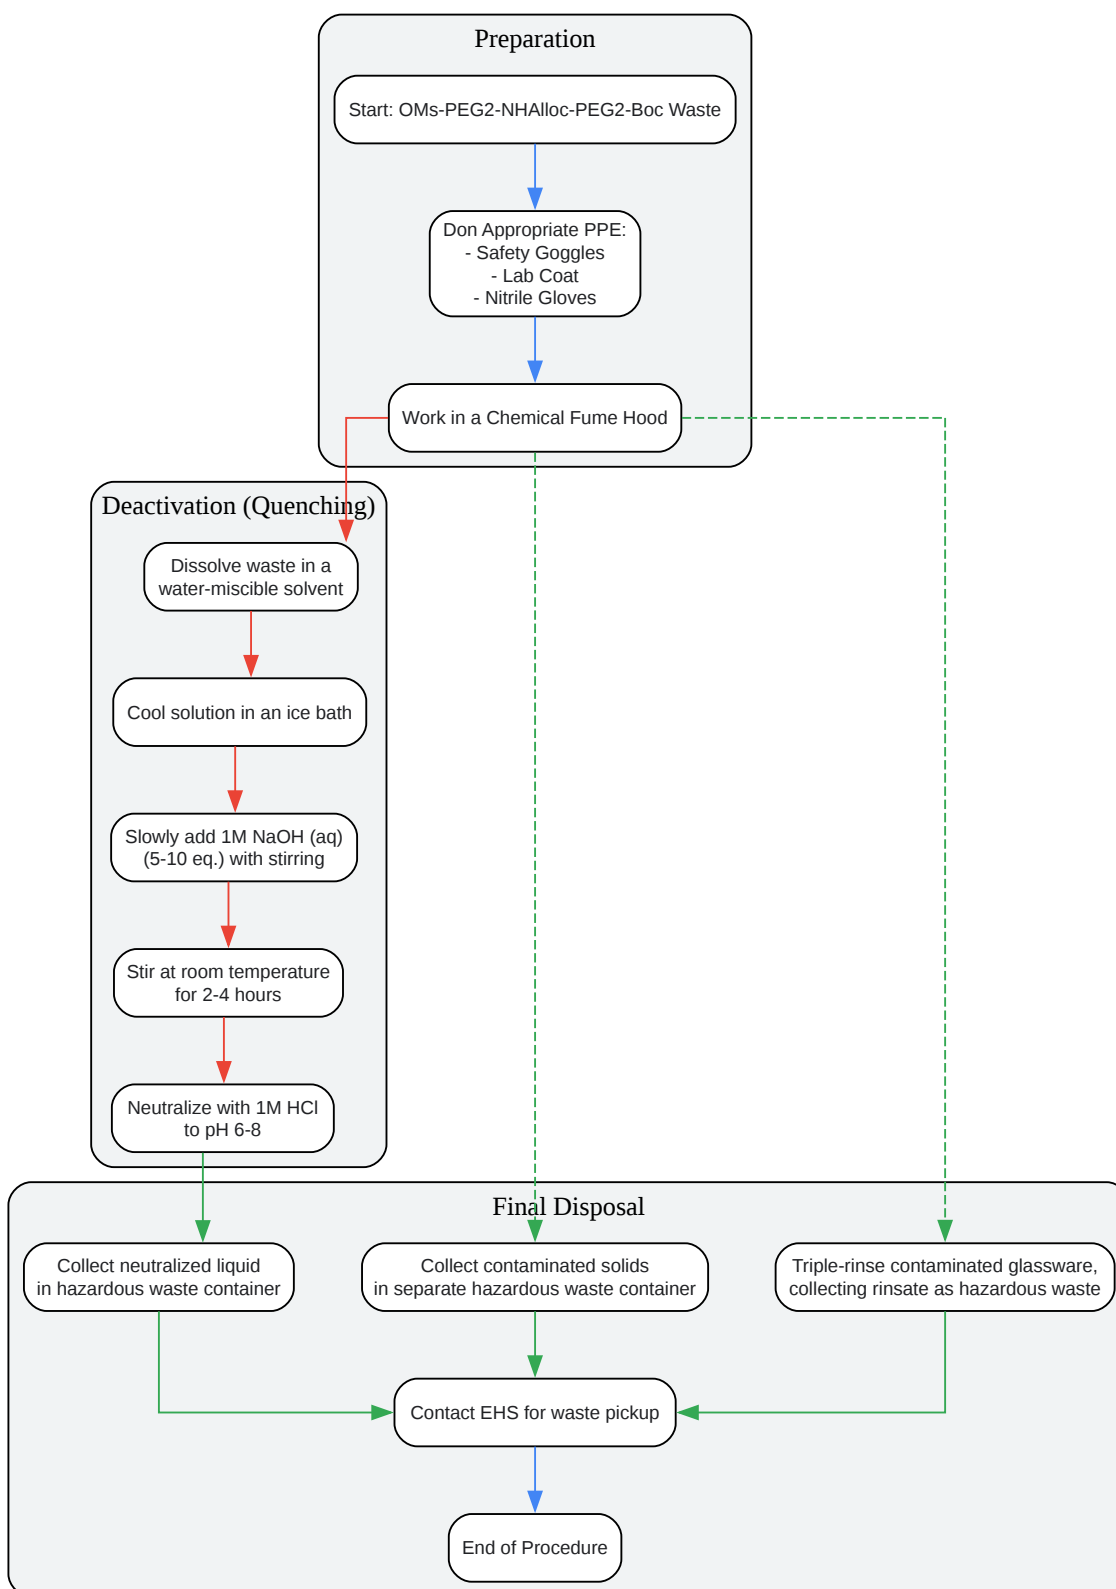 Preparation
Start: OMs-PEG2-NHAlloc-PEG2-Boc Waste
Don Appropriate PPE:
- Safety Goggles
- Lab Coat
- Nitrile Gloves
Work in a Chemical Fume Hood
Deactivation (Quenching)
Dissolve waste in a
water-miscible solvent
Cool solution in an ice bath
Slowly add 1M NaOH (aq)
(5-10 eq.) with stirring
Stir at room temperature
for 2-4 hours
Neutralize with 1M HCl
to pH 6-8
Final Disposal
Collect neutralized liquid
in hazardous waste container
Collect contaminated solids
in separate hazardous waste container
Triple-rinse contaminated glassware,
collecting rinsate as hazardous waste
Contact EHS for waste pickup
End of Procedure